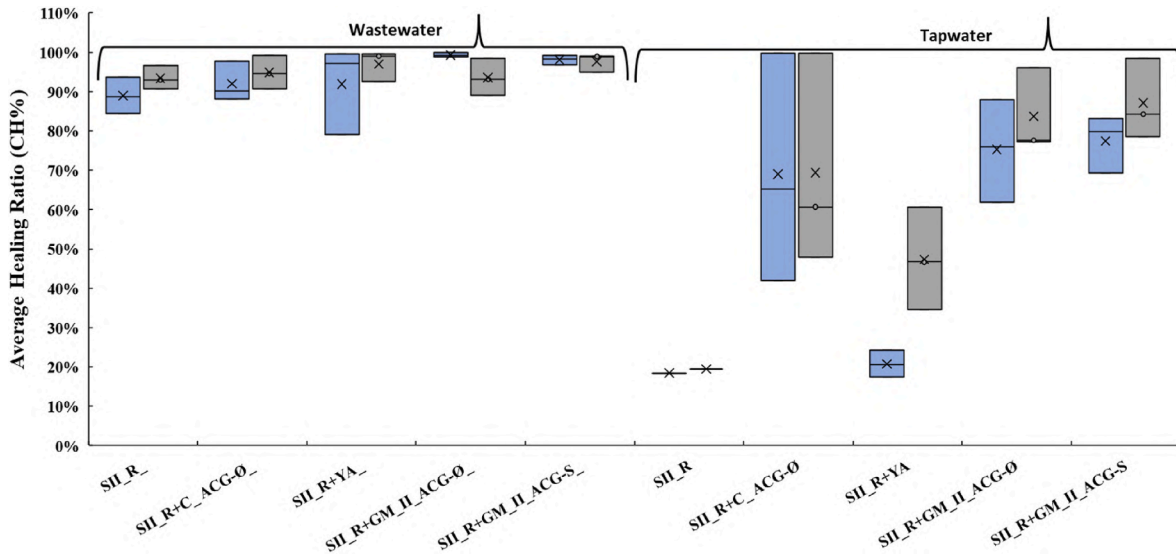 Average Healing Ratio (CH%)
110%
100%
90%
80%
70%
60%
50%
40%
30%
20%
10%
0%
Wastewater
Tapwater
SII_R_
SII_R+C_ACG-Ø_
SII_R+YA_
SII_R+GM_II_ACG-Ø_
SII_R+GM_II_ACG-S_
SII_R
SII_R+C_ACG-Ø
SII_R+YA
SII_R+GM_II_ACG-Ø
SII_R+GM_II_ACG-S